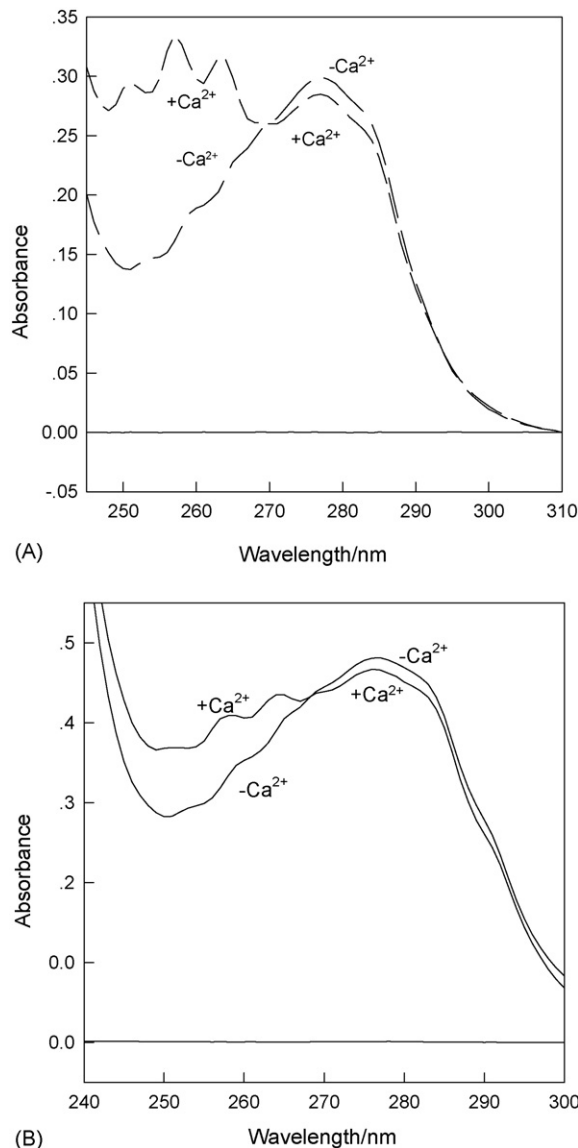 .35
.30
.25
.20
.15
.10
.05
0.00
-.05
Absorbance
-Ca²⁺
+Ca²⁺
+Ca²⁺
-Ca²⁺
250 260 270 280 290 300 310
(A) Wavelength/nm
.5
.4
.3
.2
0.0
0.0
Absorbance
-Ca²⁺
+Ca²⁺
+Ca²⁺
-Ca²⁺
240 250 260 270 280 290 300
(B) Wavelength/nm